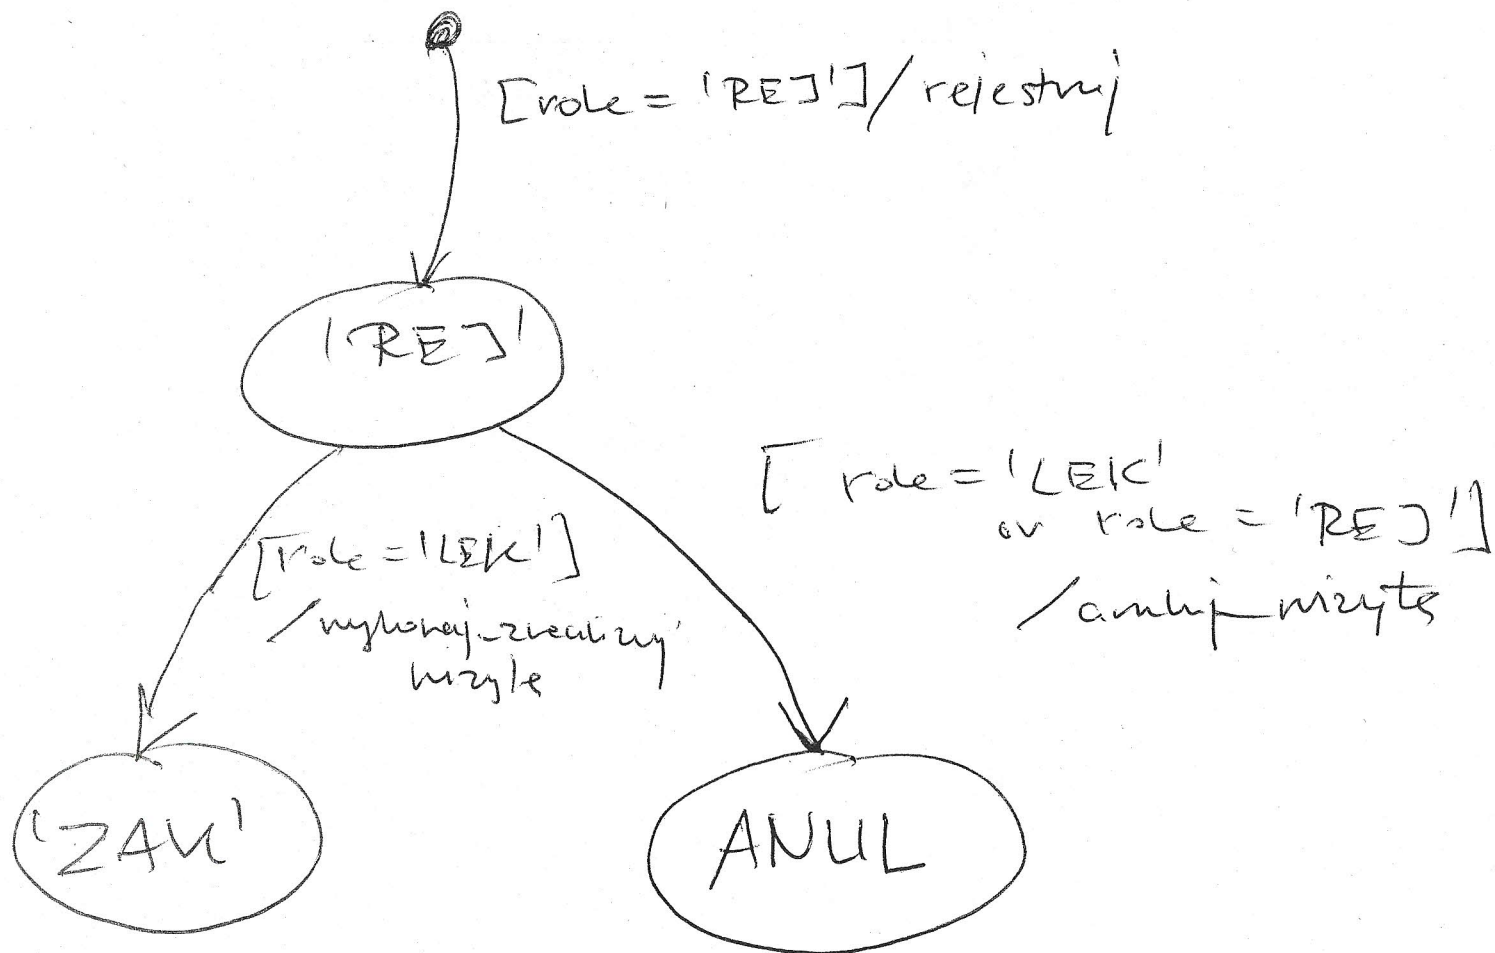 [role = 'REJ'] / rejestruj
'REJ'
[ role = 'LEK'
or role = 'REJ' ]
/anuluj_wizytę
[role = 'LEK']
/wykonaj_zrealizuj
wizytę
'ZAK'
ANUL